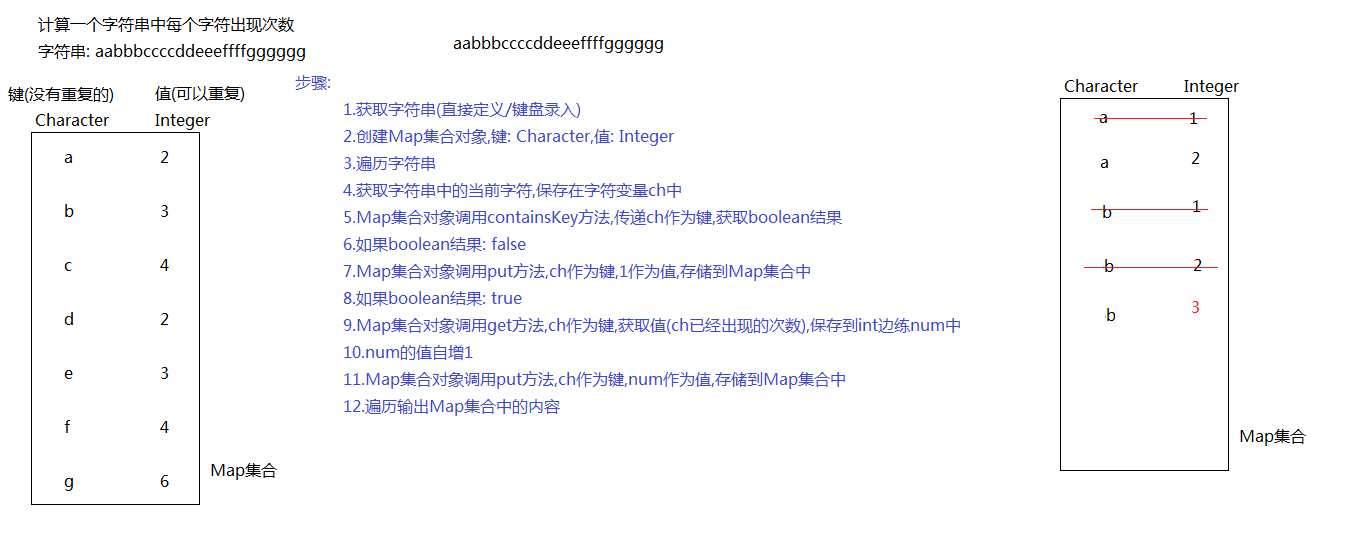 计算一个字符串中每个字符出现次数
字符串: aabbbccccddeeeffffgggggg
aabbbccccddeeeffffgggggg
键(没有重复的) 值(可以重复)
Character Integer
a 2
b 3
c 4
d 2
e 3
f 4
g 6
Map集合
步骤:
1.获取字符串(直接定义/键盘录入)
2.创建Map集合对象,键: Character,值: Integer
3.遍历字符串
4.获取字符串中的当前字符,保存在字符变量ch中
5.Map集合对象调用containsKey方法,传递ch作为键,获取boolean结果
6.如果boolean结果: false
7.Map集合对象调用put方法,ch作为键,1作为值,存储到Map集合中
8.如果boolean结果: true
9.Map集合对象调用get方法,ch作为键,获取值(ch已经出现的次数),保存到int边练num中
10.num的值自增1
11.Map集合对象调用put方法,ch作为键,num作为值,存储到Map集合中
12.遍历输出Map集合中的内容
Character Integer
a 1
a 2
b 1
b 2
b 3
Map集合